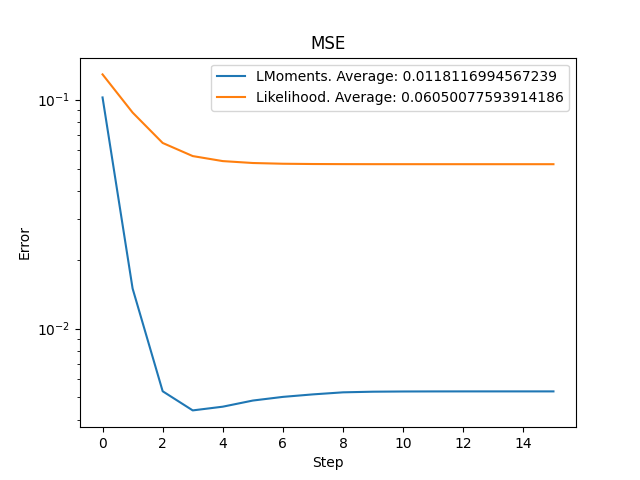 MSE
LMoments. Average: 0.0118116994567239
Likelihood. Average: 0.06050077593914186
10⁻¹
10⁻²
Error
0 2 4 6 8 10 12 14
Step